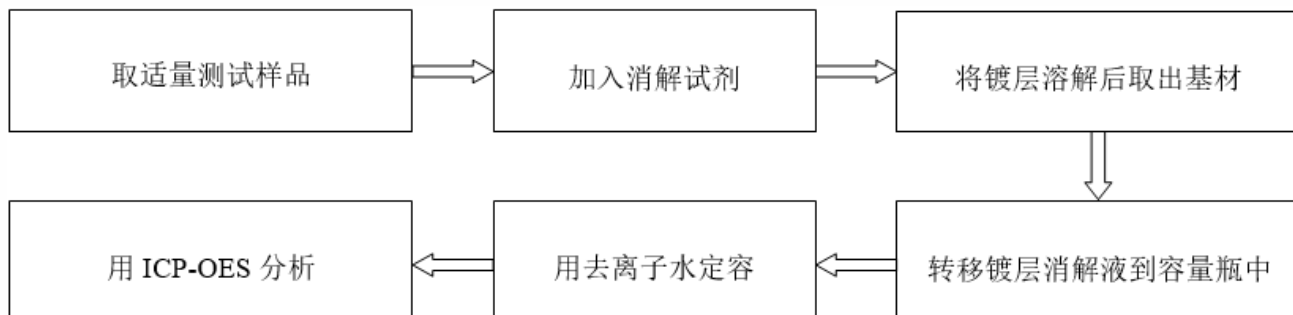 取适量测试样品
加入消解试剂
将镀层溶解后取出基材
转移镀层消解液到容量瓶中
用去离子水定容
用 ICP-OES 分析